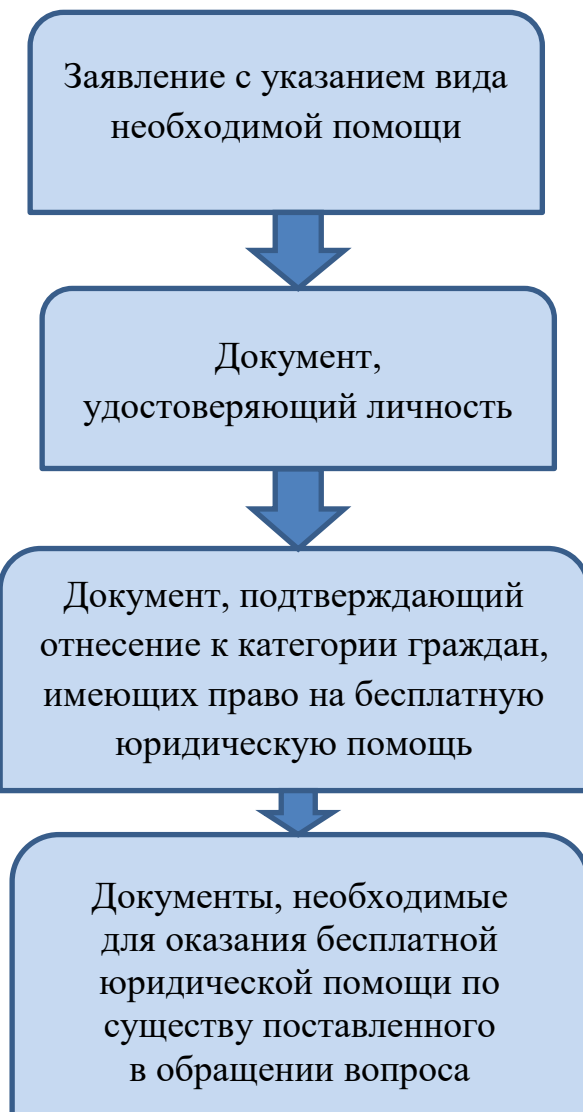 Заявление с указанием вида
необходимой помощи
Документ,
удостоверяющий личность
Документ, подтверждающий
отнесение к категории граждан,
имеющих право на бесплатную
юридическую помощь
Документы, необходимые
для оказания бесплатной
юридической помощи по
существу поставленного
в обращении вопроса